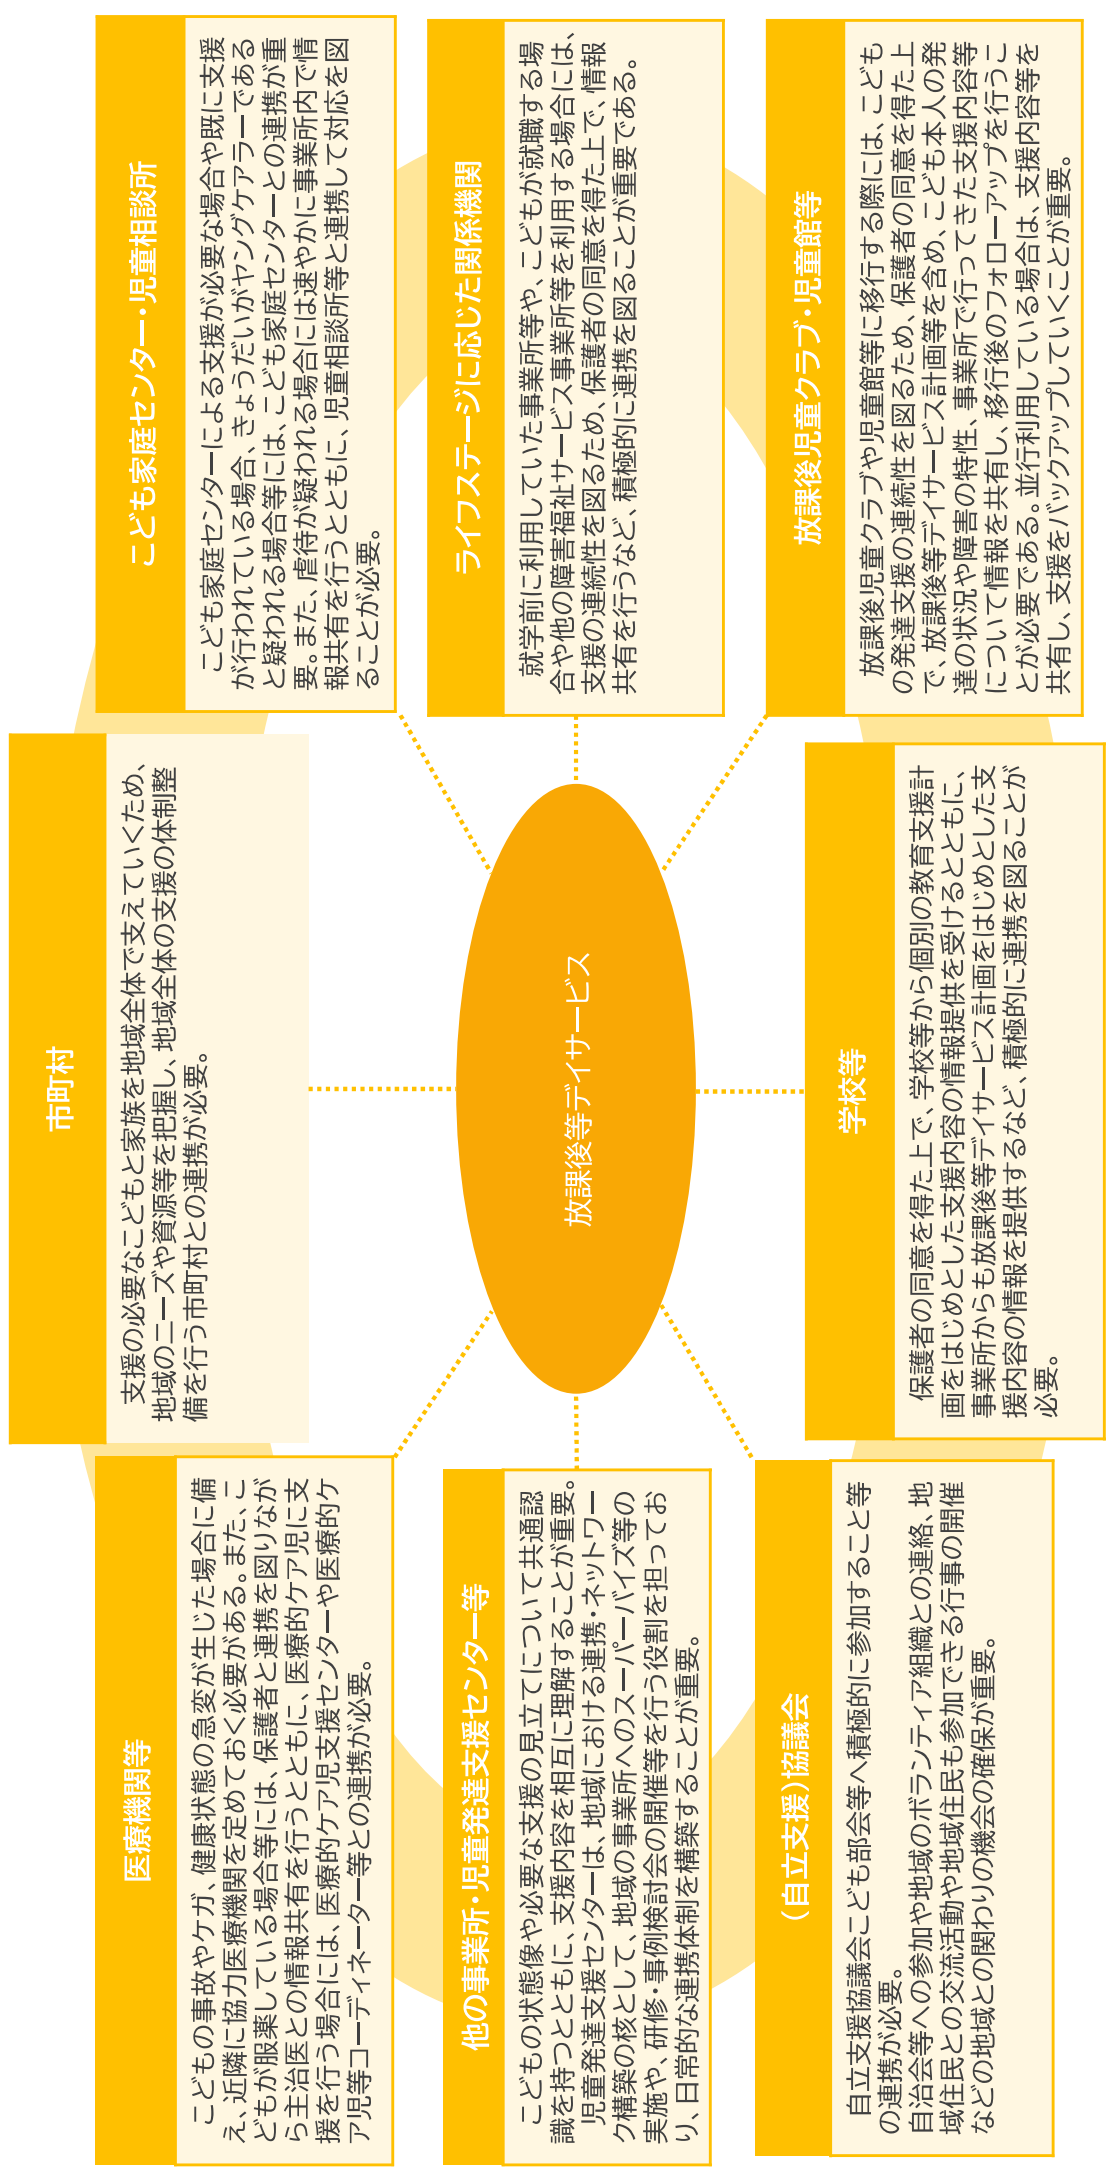 市町村
支援の必要なこどもと家族を地域全体で支えていくため、
地域のニーズや資源等を把握し、地域全体の支援の体制整
備を行う市町村との連携が必要。
医療機関等
こどもの事故やケガ、健康状態の急変が生じた場合に備
え、近隣に協力医療機関を定めておく必要がある。また、こ
どもが服薬している場合等には、保護者と連携を図りなが
ら主治医との情報共有を行うとともに、医療的ケア児に支
援を行う場合には、医療的ケア児支援センターや医療的ケ
ア児等コーディネーター等との連携が必要。
こども家庭センター・児童相談所
こども家庭センターによる支援が必要な場合や既に支援
が行われている場合、きょうだいがヤングケアラーである
と疑われる場合等には、こども家庭センターとの連携が重
要。また、虐待が疑われる場合には速やかに事業所内で情
報共有を行うとともに、児童相談所等と連携して対応を図
ることが必要。
他の事業所・児童発達支援センター等
こどもの状態像や必要な支援の見立てについて共通認
識を持つとともに、支援内容を相互に理解することが重要。
児童発達支援センターは、地域における連携・ネットワー
ク構築の核として、地域の事業所へのスーパーバイズ等の
実施や、研修・事例検討会の開催等を行う役割を担ってお
り、日常的な連携体制を構築することが重要。
放課後等デイサービス
ライフステージに応じた関係機関
就学前に利用していた事業所等や、こどもが就職する場
合や他の障害福祉サービス事業所等を利用する場合には、
支援の連続性を図るため、保護者の同意を得た上で、情報
共有を行うなど、積極的に連携を図ることが重要である。
（自立支援）協議会
自立支援協議会こども部会等へ積極的に参加すること等
の連携が必要。
自治会等への参加や地域のボランティア組織との連絡、地
域住民との交流活動や地域住民も参加できる行事の開催
などの地域との関わりの機会の確保が重要。
学校等
保護者の同意を得た上で、学校等から個別の教育支援計
画をはじめとした支援内容の情報提供を受けるとともに、
事業所からも放課後等デイサービス計画をはじめとした支
援内容の情報を提供するなど、積極的に連携を図ることが
必要。
放課後児童クラブ・児童館等
放課後児童クラブや児童館等に移行する際には、こども
の発達支援の連続性を図るため、保護者の同意を得た上
で、放課後等デイサービス計画等を含め、こども本人の発
達の状況や障害の特性、事業所で行ってきた支援内容等
について情報を共有し、移行後のフォローアップを行うこ
とが必要である。並行利用している場合は、支援内容等を
共有し、支援をバックアップしていくことが重要。